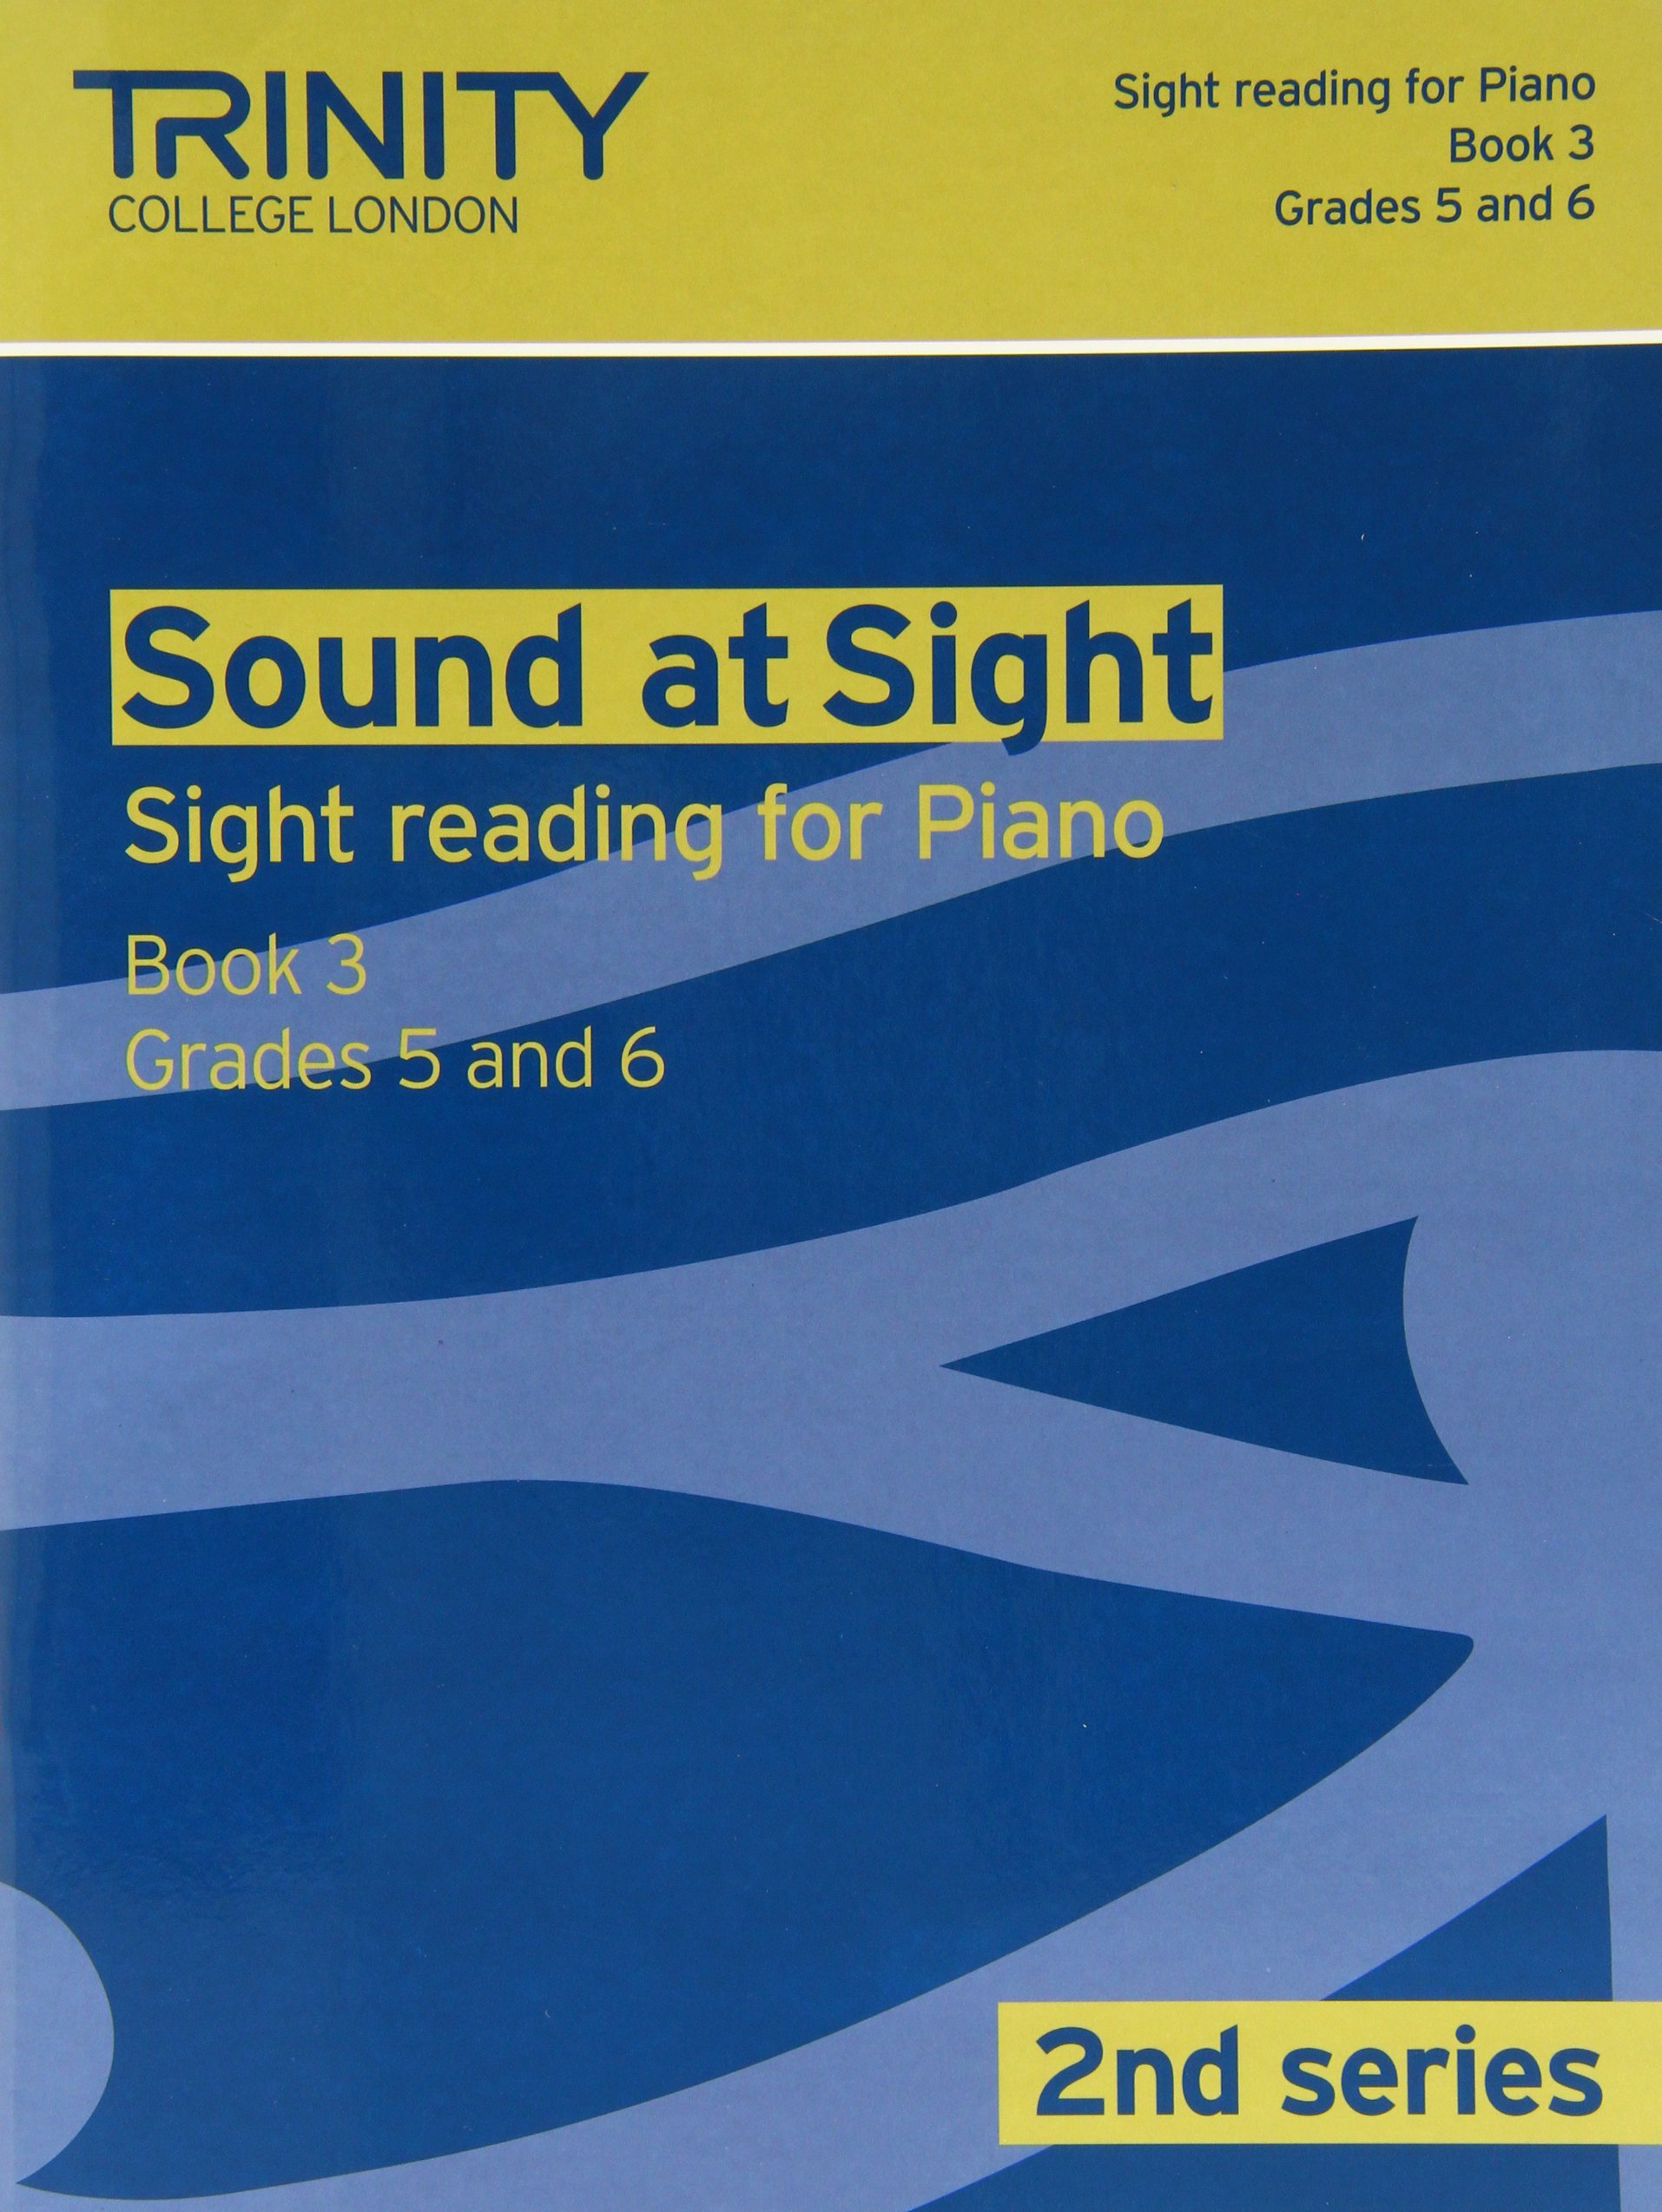 TRINITY
COLLEGE LONDON
Sight reading for Piano
Book 3
Grades 5 and 6
Sound at Sight
Sight reading for Piano
Book 3
Grades 5 and 6
2nd series